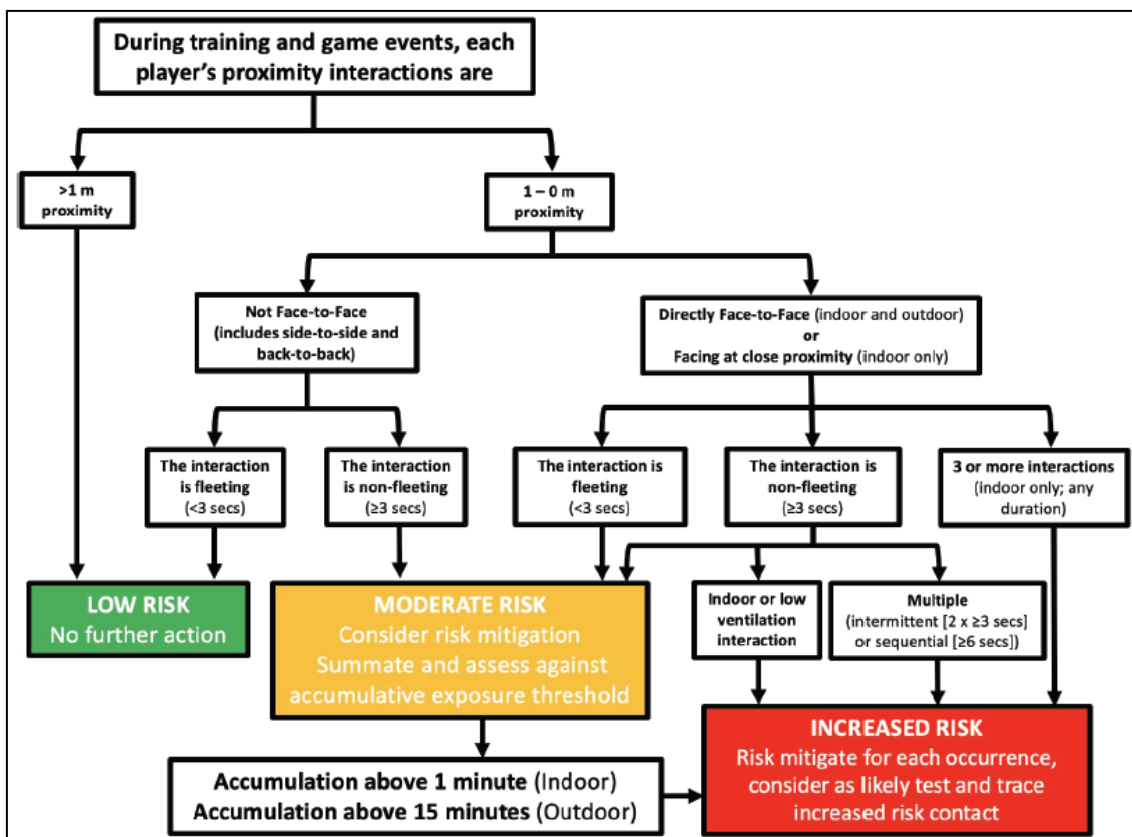 During training and game events, each
player's proximity interactions are
>1 m
proximity
1 – 0 m
proximity
Not Face-to-Face
(includes side-to-side and
back-to-back)
Directly Face-to-Face (indoor and outdoor)
or
Facing at close proximity (indoor only)
The interaction
is fleeting
(<3 secs)
The interaction
is non-fleeting
(≥3 secs)
The interaction is
fleeting
(<3 secs)
The interaction is
non-fleeting
(≥3 secs)
3 or more interactions
(indoor only; any
duration)
LOW RISK
No further action
MODERATE RISK
Consider risk mitigation
Summate and assess against
accumulative exposure threshold
Indoor or low
ventilation
interaction
Multiple
(intermittent [2 x ≥3 secs]
or sequential [≥6 secs])
Accumulation above 1 minute (Indoor)
Accumulation above 15 minutes (Outdoor)
INCREASED RISK
Risk mitigate for each occurrence,
consider as likely test and trace
increased risk contact